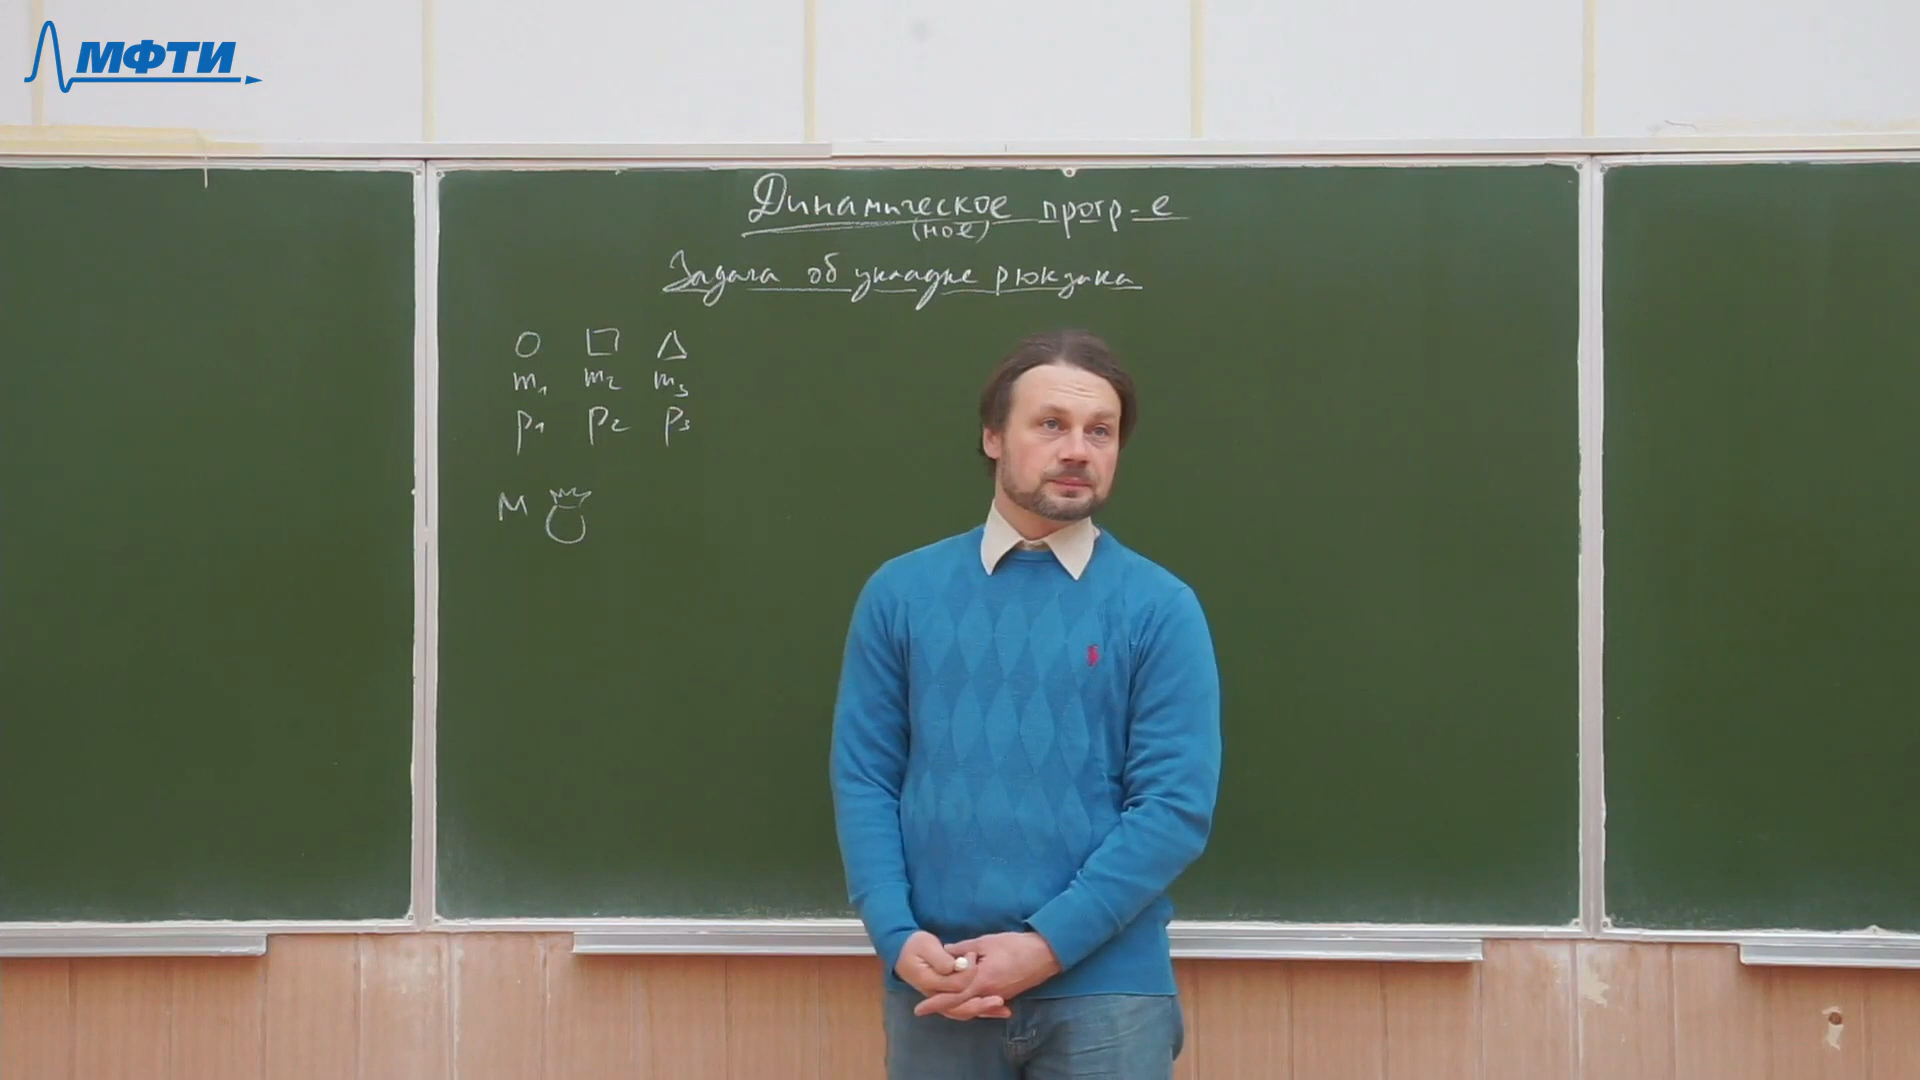 МФТИ
Динамическое прогр-е
(ное)
Задача об укладке рюкзака
m₁ m₂ m₃
p₁ p₂ p₃
M